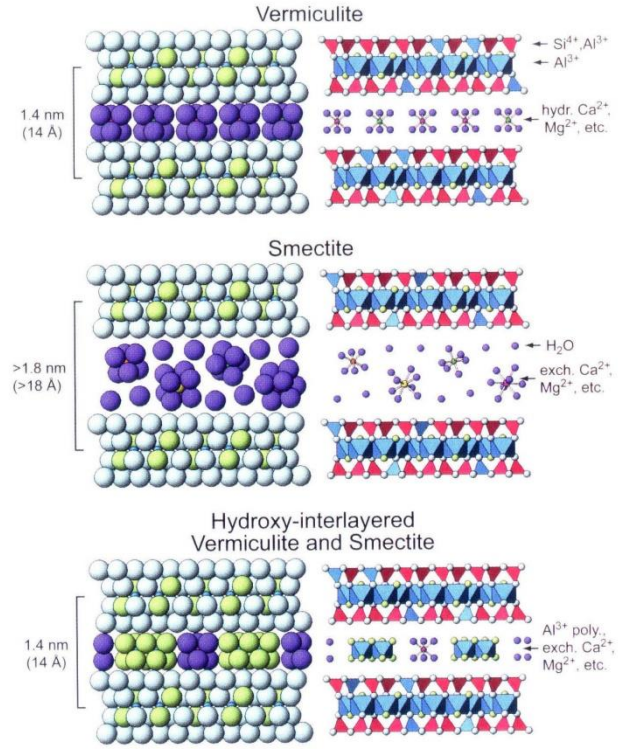 Vermiculite
Si⁴⁺,Al³⁺
Al³⁺
1.4 nm
(14 Å)
hydr. Ca²⁺,
Mg²⁺, etc.
Smectite
>1.8 nm
(>18 Å)
H₂O
exch. Ca²⁺,
Mg²⁺, etc.
Hydroxy-interlayered
Vermiculite and Smectite
1.4 nm
(14 Å)
Al³⁺ poly.,
exch. Ca²⁺,
Mg²⁺, etc.